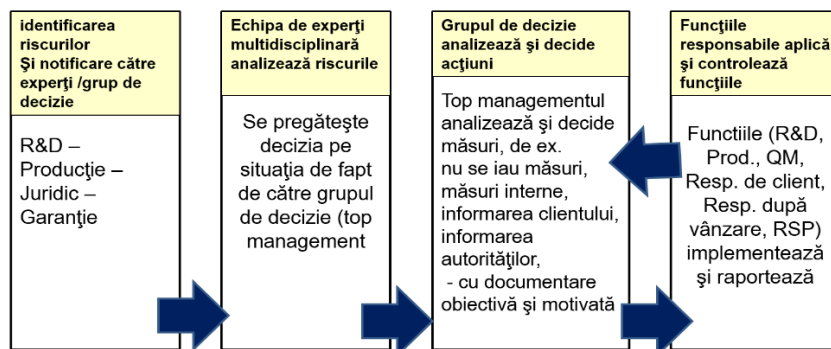 identificarea
riscurilor
Şi notificare către
experţi /grup de
decizie
R&D –
Producţie –
Juridic –
Garanţie
Echipa de experţi
multidisciplinară
analizează riscurile
Se pregăteşte
decizia pe
situaţia de fapt
de către grupul
de decizie (top
management
Grupul de decizie
analizează şi decide
acţiuni
Top managementul
analizează şi decide
măsuri, de ex.
nu se iau măsuri,
măsuri interne,
informarea clientului,
informarea
autorităţilor,
- cu documentare
obiectivă şi motivată
Funcţiile
responsabile aplică
şi controlează
funcţiile
Functiile (R&D,
Prod., QM,
Resp. de client,
Resp. după
vânzare, RSP)
implementează
şi raportează